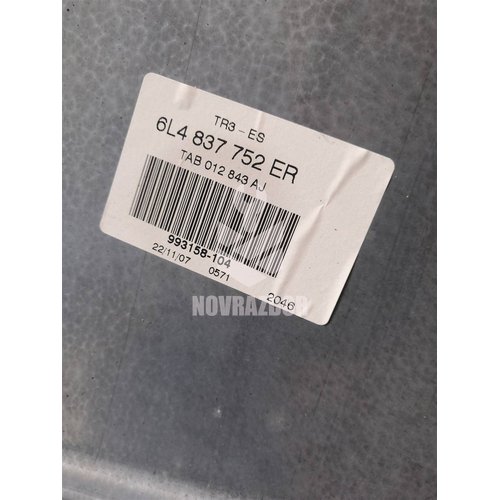 TR3-ES
6L4 837 752 ER
TAB 012 843 AJ
993158-104
22/11/07 0571
2046
NOVRAZBOR